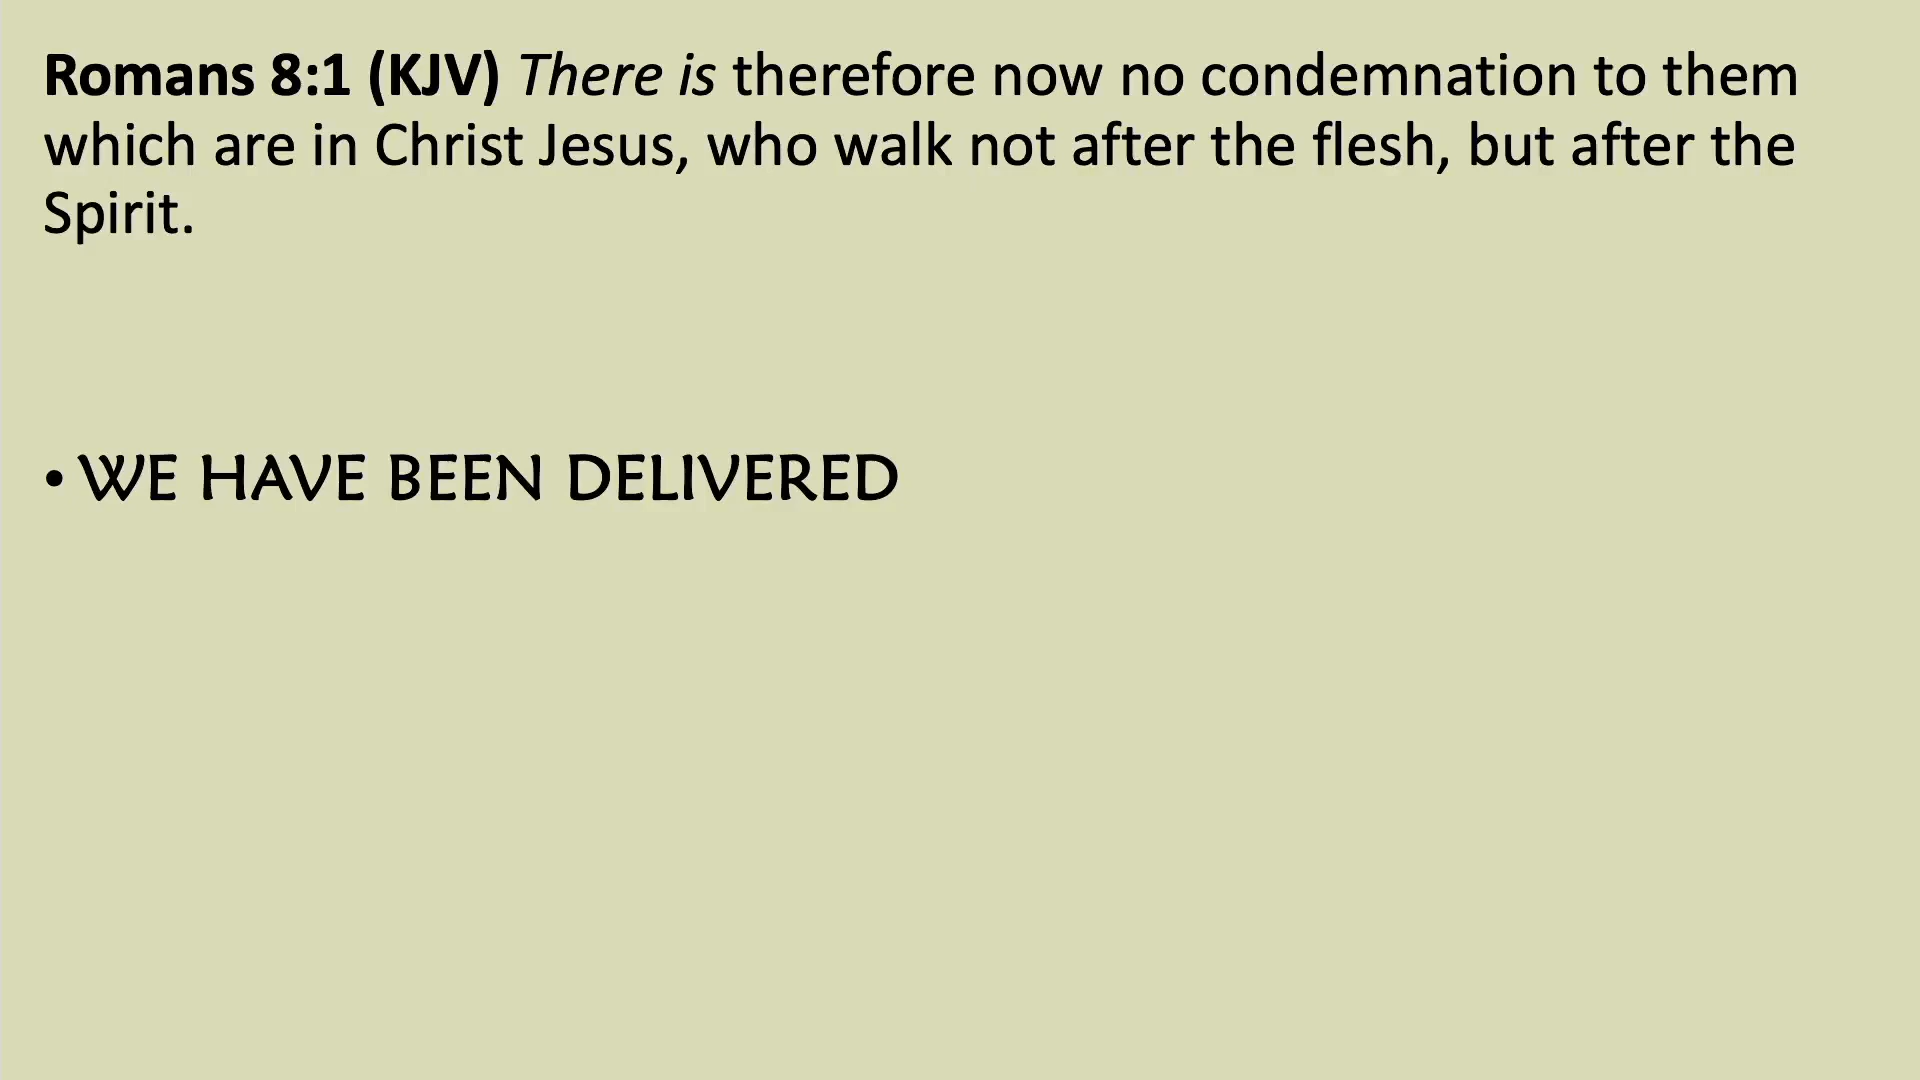 Romans 8:1 (KJV) There is therefore now no condemnation to them
which are in Christ Jesus, who walk not after the flesh, but after the
Spirit.
• WE HAVE BEEN DELIVERED